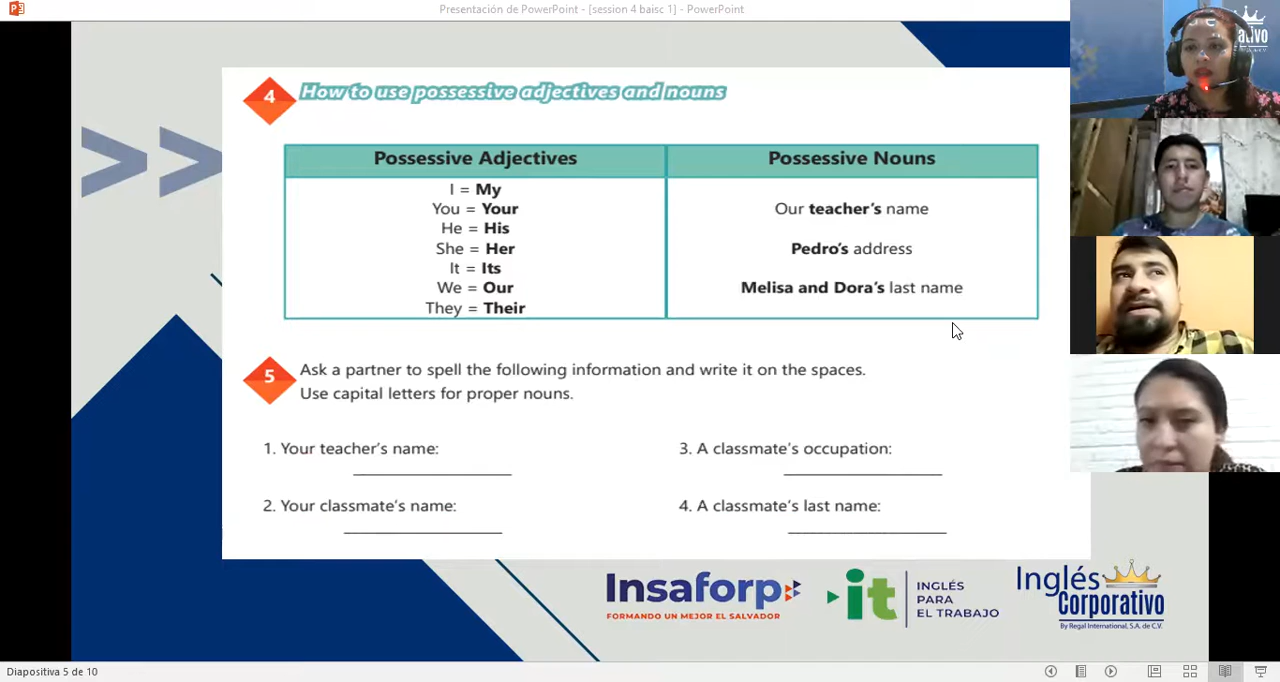 Presentación de PowerPoint - [session 4 baisc 1] - PowerPoint
4
How to use possessive adjectives and nouns
Possessive Adjectives
I = My
You = Your
He = His
She = Her
It = Its
We = Our
They = Their
Possessive Nouns
Our teacher's name
Pedro's address
Melisa and Dora's last name
5
Ask a partner to spell the following information and write it on the spaces.
Use capital letters for proper nouns.
1. Your teacher's name:
2. Your classmate's name:
3. A classmate's occupation:
4. A classmate's last name:
Insaforp
FORMANDO UN MEJOR EL SALVADOR
it
INGLÉS
PARA
EL TRABAJO
Inglés
Corporativo
By Regal International, S.A. de C.V.
Diapositiva 5 de 10